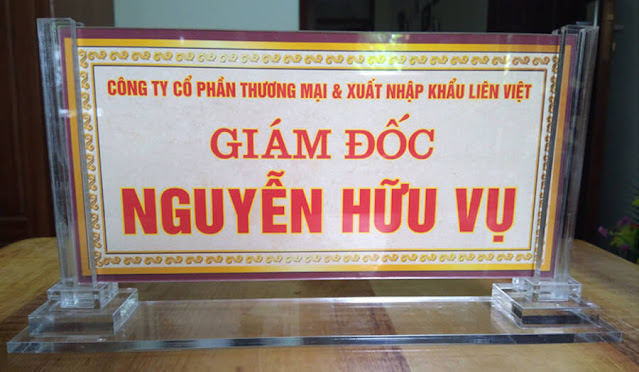 CÔNG TY CỔ PHẦN THƯƠNG MẠI & XUẤT NHẬP KHẨU LIÊN VIỆT
GIÁM ĐỐC
NGUYỄN HỮU VỤ